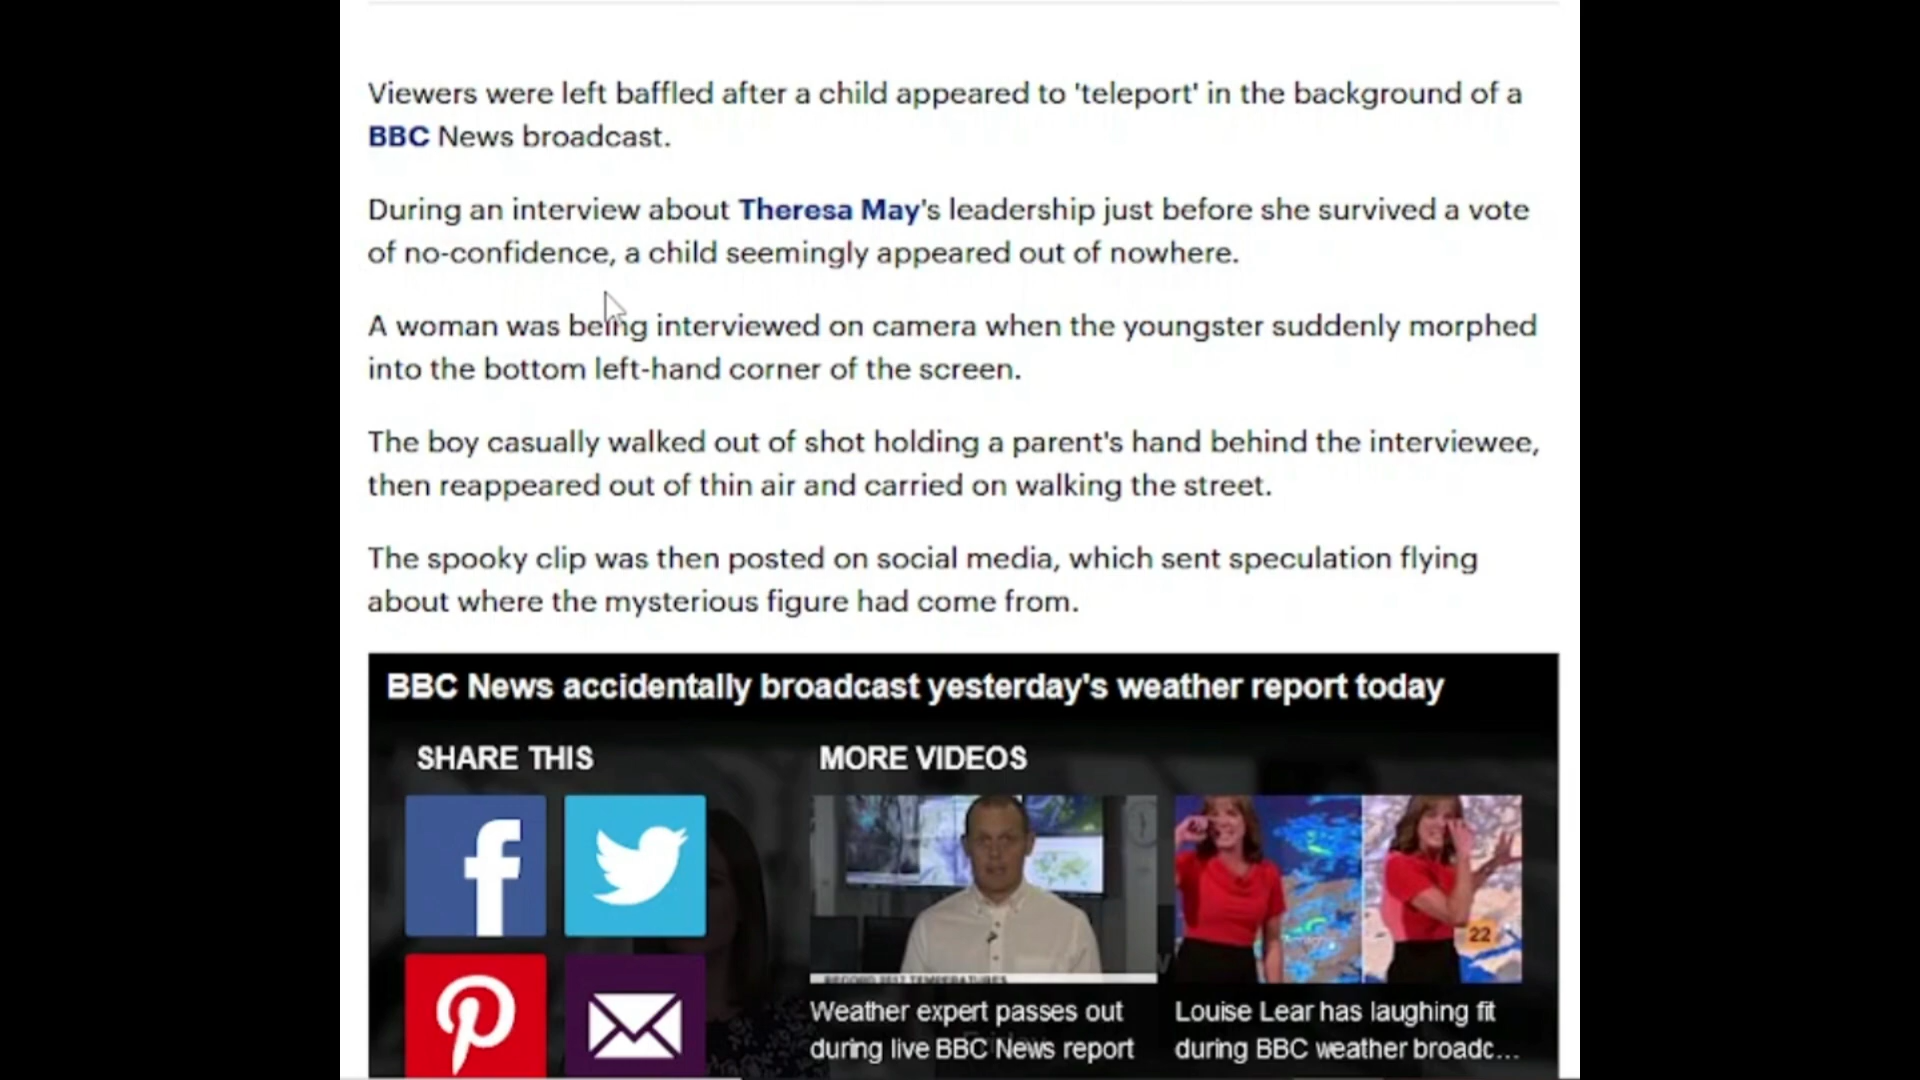 Viewers were left baffled after a child appeared to 'teleport' in the background of a
BBC News broadcast.
During an interview about Theresa May's leadership just before she survived a vote
of no-confidence, a child seemingly appeared out of nowhere.
A woman was being interviewed on camera when the youngster suddenly morphed
into the bottom left-hand corner of the screen.
The boy casually walked out of shot holding a parent's hand behind the interviewee,
then reappeared out of thin air and carried on walking the street.
The spooky clip was then posted on social media, which sent speculation flying
about where the mysterious figure had come from.
BBC News accidentally broadcast yesterday's weather report today
SHARE THIS
MORE VIDEOS
22
Weather expert passes out
during live BBC News report
Louise Lear has laughing fit
during BBC weather broadc...